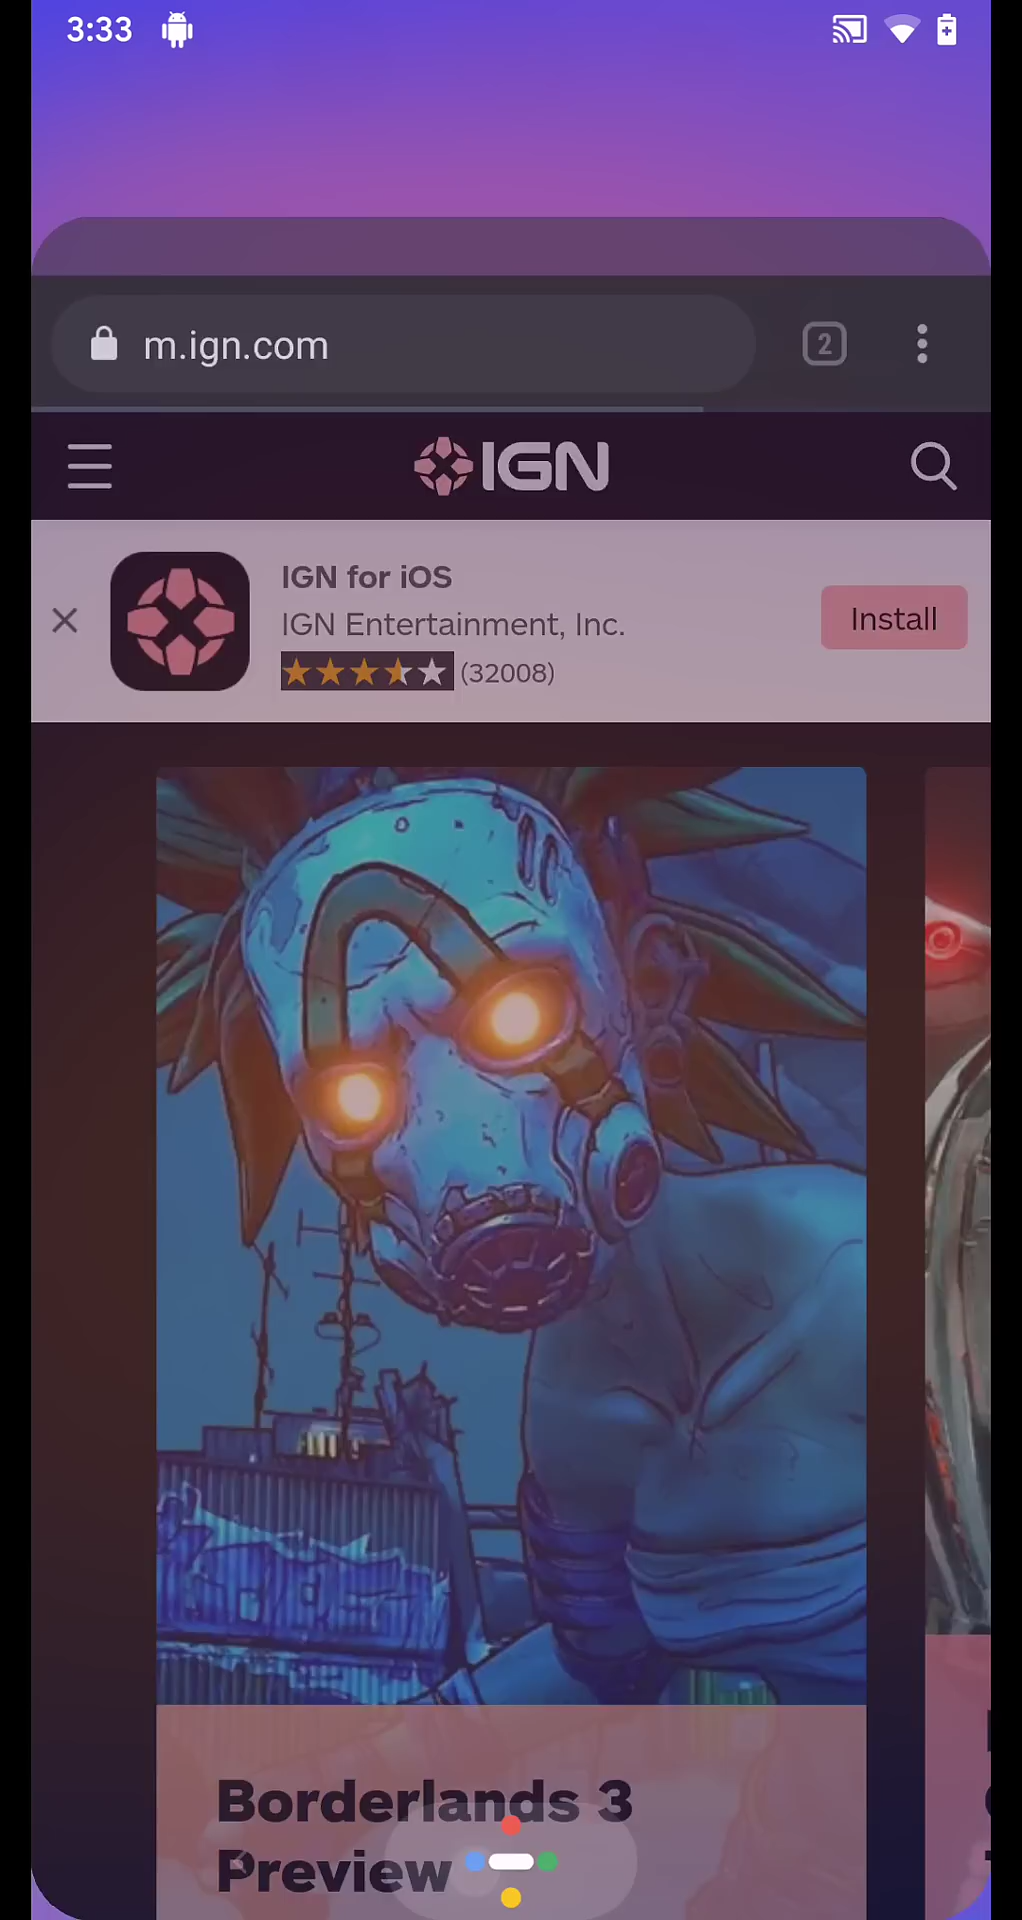 3:33
m.ign.com
2
IGN
IGN for iOS
IGN Entertainment, Inc.
(32008)
Install
Borderlands 3
Preview